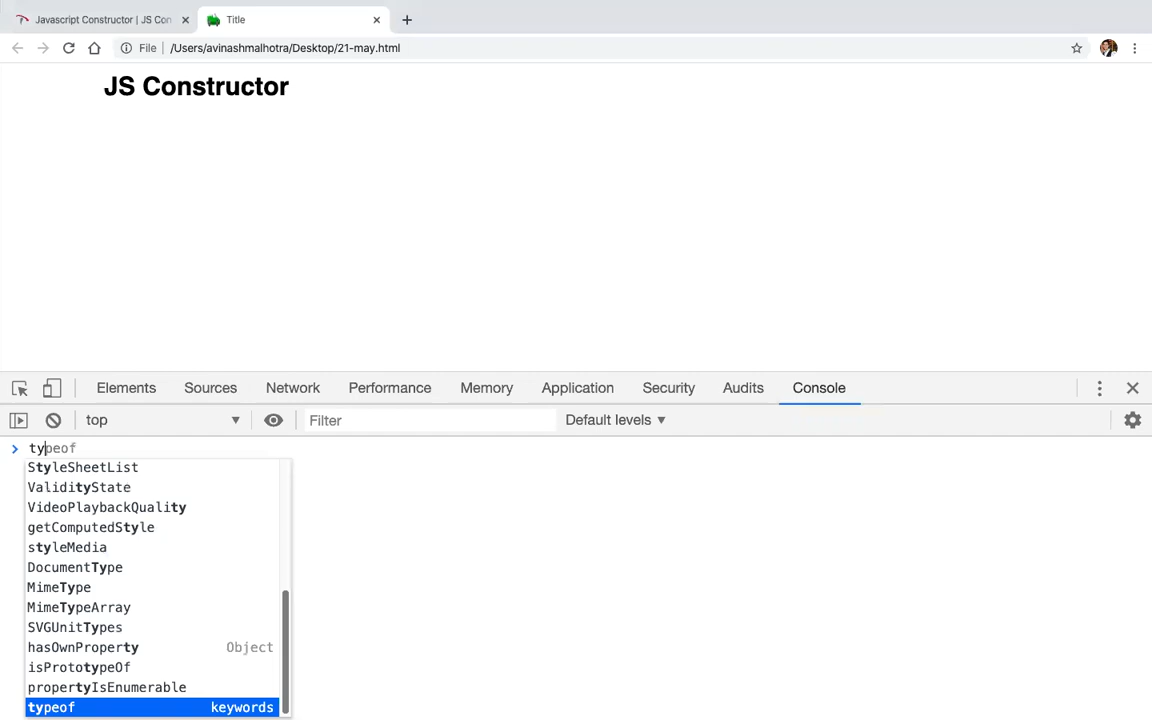 Javascript Constructor | JS Con
Title
File
/Users/avinashmalhotra/Desktop/21-may.html
JS Constructor
Elements
Sources
Network
Performance
Memory
Application
Security
Audits
Console
top
Filter
Default levels
typeof
StyleSheetList
ValidityState
VideoPlaybackQuality
getComputedStyle
styleMedia
DocumentType
MimeType
MimeTypeArray
SVGUnitTypes
hasOwnProperty Object
isPrototypeOf
propertyIsEnumerable
typeof keywords